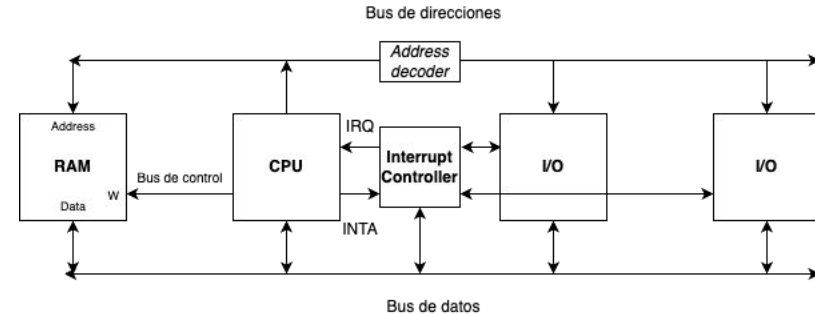 Bus de direcciones
Address
decoder
Address
RAM
W
Data
Bus de control
CPU
IRQ
INTA
Interrupt
Controller
I/O
I/O
Bus de datos